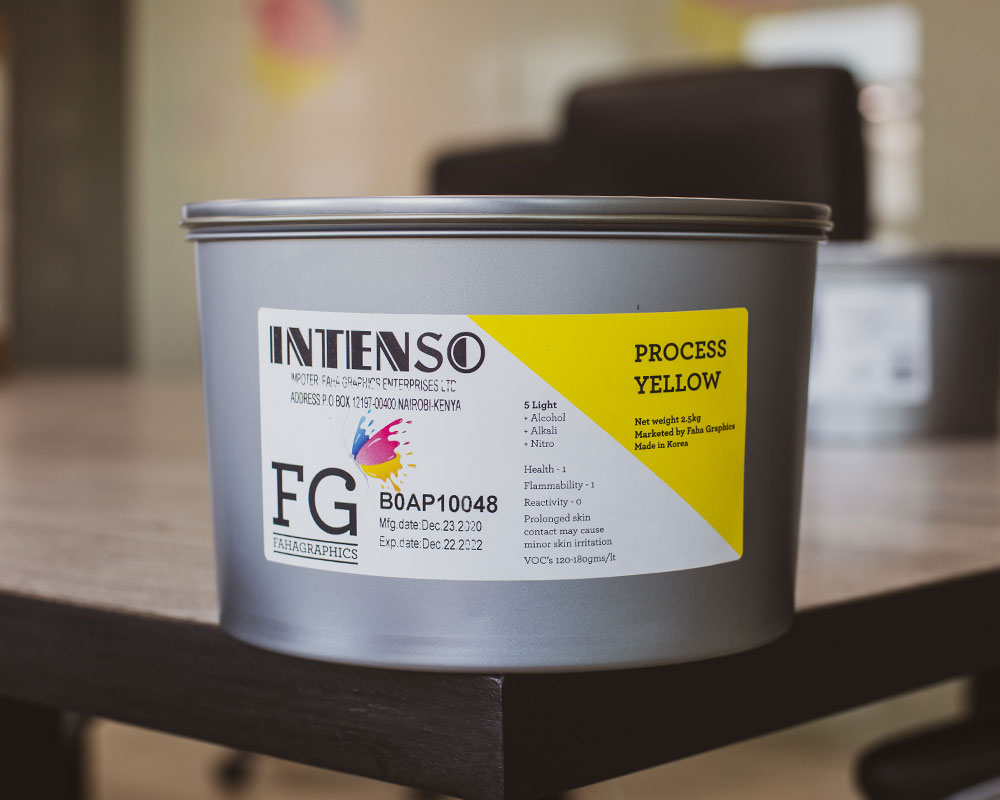 INTENSO
IMPOTER: FAHA GRAPHICS ENTERPRISES LTD
ADDRESS P O BOX 12197-00400 NAIROBI-KENYA
FG
FAHAGRAPHICS
B0AP10048
Mfg.date:Dec.23.2020
Exp.date:Dec.22.2022
5 Light
+ Alcohol
+ Alkali
+ Nitro
Health - 1
Flammability - 1
Reactivity - 0
Prolonged skin
contact may cause
minor skin irritation
VOC's 120-180gms/lt
PROCESS
YELLOW
Net weight 2.5kg
Marketed by Faha Graphics
Made in Korea